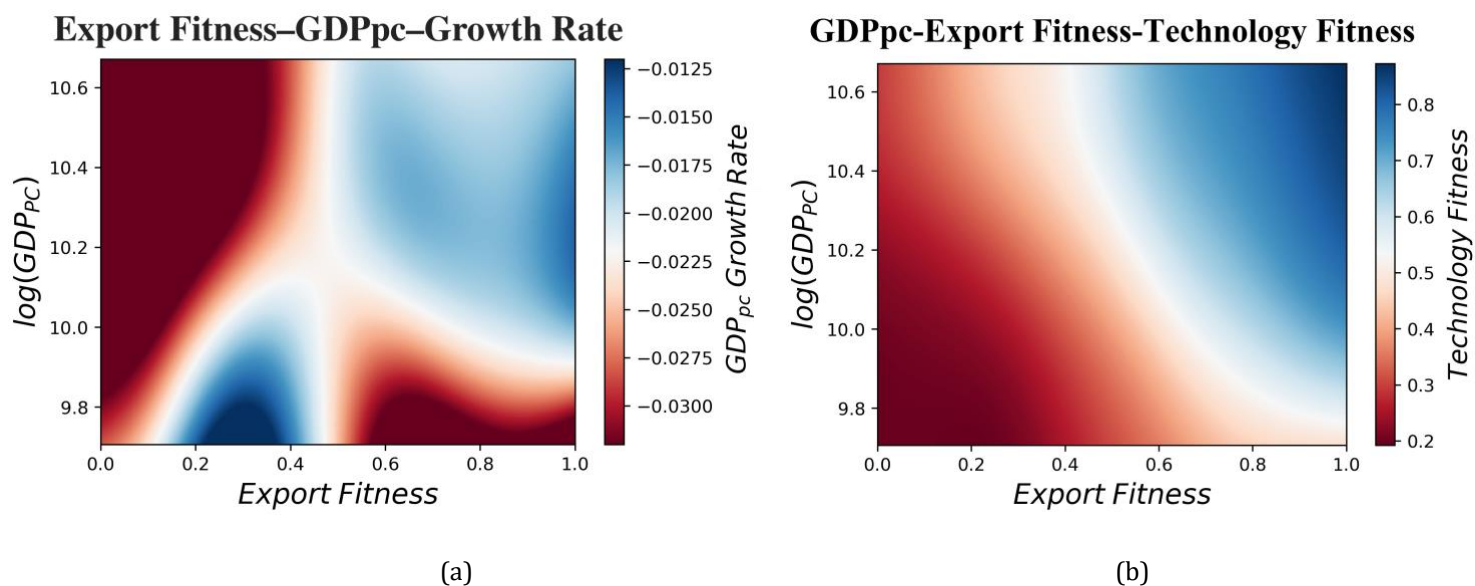 Export Fitness–GDPpc–Growth Rate
10.6
10.4
10.2
10.0
9.8
log(GDP_PC)
0.0 0.2 0.4 0.6 0.8 1.0
Export Fitness
−0.0125
−0.0150
−0.0175
−0.0200
−0.0225
−0.0250
−0.0275
−0.0300
GDP_pc Growth Rate
(a)
GDPpc-Export Fitness-Technology Fitness
10.6
10.4
10.2
10.0
9.8
log(GDP_PC)
0.0 0.2 0.4 0.6 0.8 1.0
Export Fitness
0.8
0.7
0.6
0.5
0.4
0.3
0.2
Technology Fitness
(b)